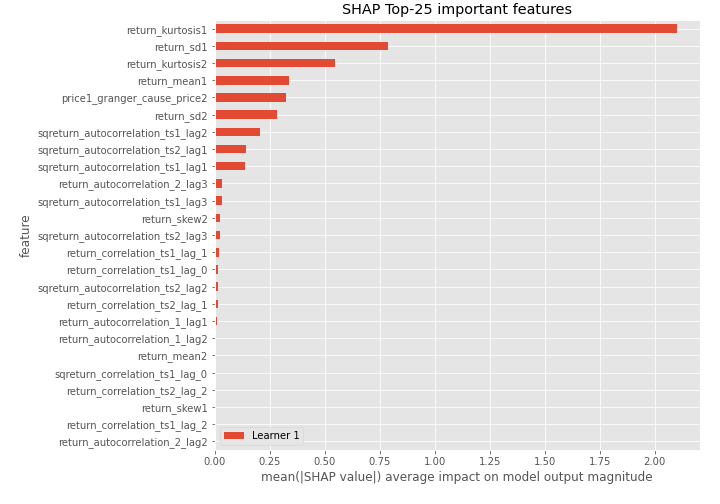 SHAP Top-25 important features
return_kurtosis1
return_sd1
return_kurtosis2
return_mean1
price1_granger_cause_price2
return_sd2
sqreturn_autocorrelation_ts1_lag2
sqreturn_autocorrelation_ts2_lag1
sqreturn_autocorrelation_ts1_lag1
return_autocorrelation_2_lag3
sqreturn_autocorrelation_ts1_lag3
return_skew2
sqreturn_autocorrelation_ts2_lag3
return_correlation_ts1_lag_1
return_correlation_ts1_lag_0
sqreturn_autocorrelation_ts2_lag2
return_correlation_ts2_lag_1
return_autocorrelation_1_lag1
return_autocorrelation_1_lag2
return_mean2
sqreturn_correlation_ts1_lag_0
return_correlation_ts2_lag_2
return_skew1
return_correlation_ts1_lag_2
return_autocorrelation_2_lag2
feature
Learner 1
0.00 0.25 0.50 0.75 1.00 1.25 1.50 1.75 2.00
mean(|SHAP value|) average impact on model output magnitude